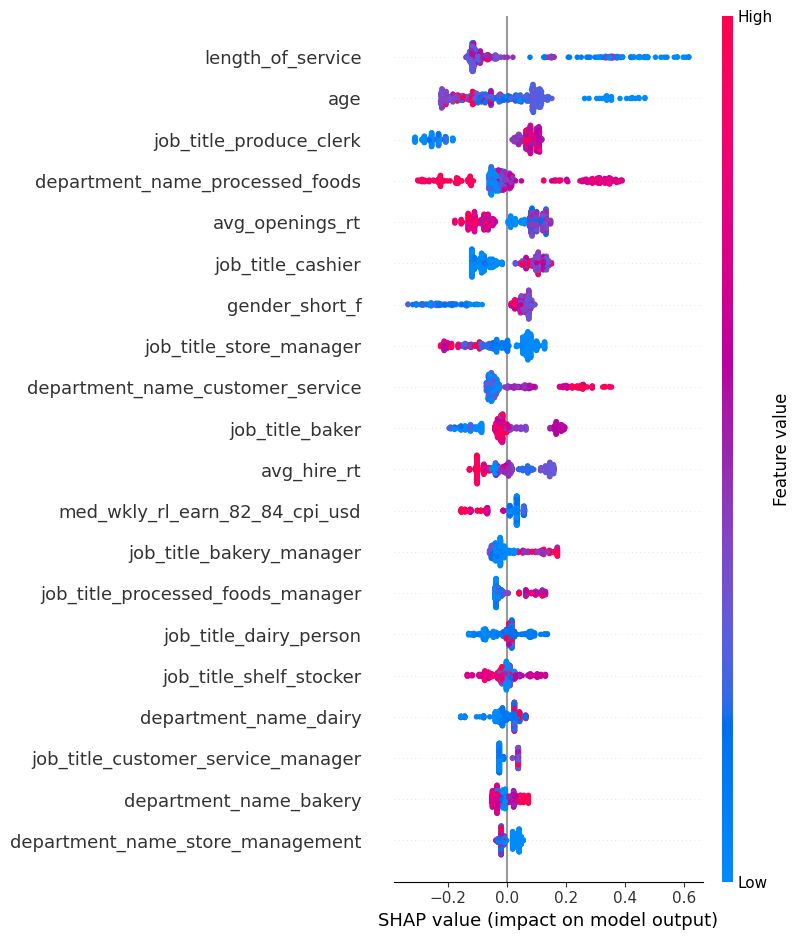 High
length_of_service
age
job_title_produce_clerk
department_name_processed_foods
avg_openings_rt
job_title_cashier
gender_short_f
job_title_store_manager
department_name_customer_service
job_title_baker
avg_hire_rt
med_wkly_rl_earn_82_84_cpi_usd
job_title_bakery_manager
job_title_processed_foods_manager
job_title_dairy_person
job_title_shelf_stocker
department_name_dairy
job_title_customer_service_manager
department_name_bakery
department_name_store_management
Feature value
Low
−0.2 0.0 0.2 0.4 0.6
SHAP value (impact on model output)